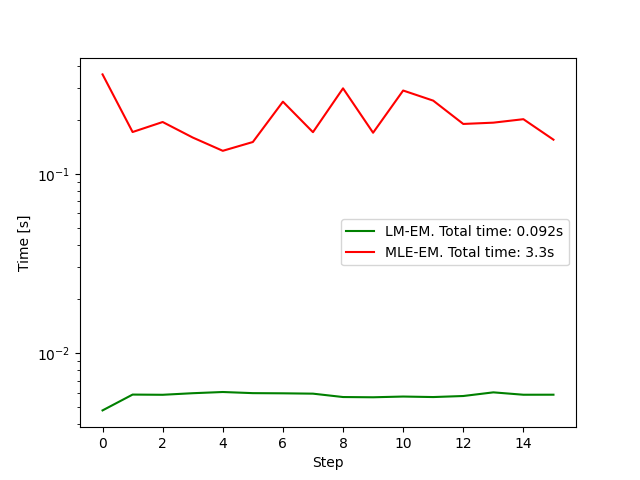 10⁻¹
10⁻²
Time [s]
LM-EM. Total time: 0.092s
MLE-EM. Total time: 3.3s
0 2 4 6 8 10 12 14
Step